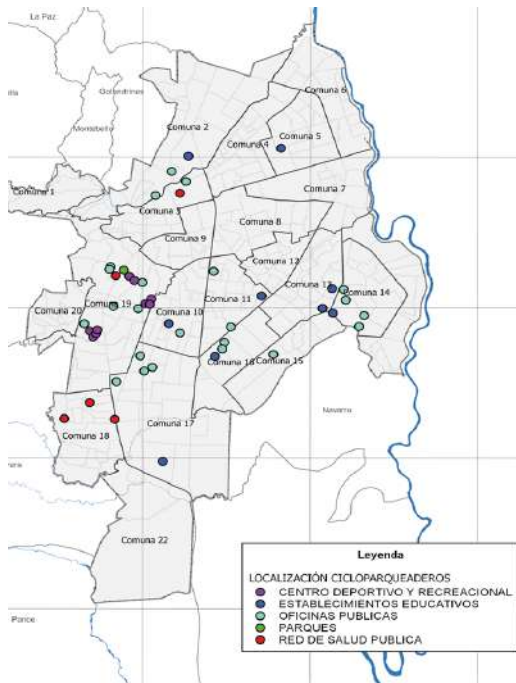 La Paz
Golondrinas
Montebello
Comuna 6
Comuna 2
Comuna 4
Comuna 5
Comuna 1
Comuna 7
Comuna 3
Comuna 8
Comuna 9
Comuna 12
Comuna 13
Comuna 14
Comuna 11
Comuna 20
Comuna 19
Comuna 10
Comuna 16
Comuna 15
Navarro
Comuna 17
Comuna 18
Comuna 22
Pance
Leyenda
LOCALIZACIÓN CICLOPARQUEADEROS
CENTRO DEPORTIVO Y RECREACIONAL
ESTABLECIMIENTOS EDUCATIVOS
OFICINAS PUBLICAS
PARQUES
RED DE SALUD PUBLICA